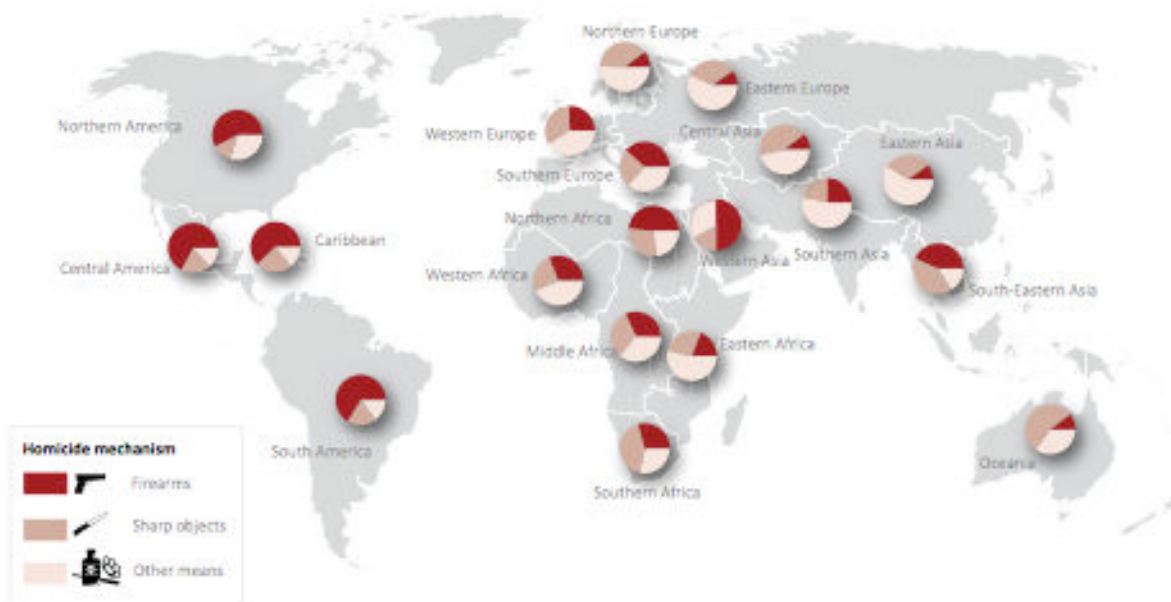 Northern Europe
Eastern Europe
Northern America
Western Europe
Central Asia
Eastern Asia
Southern Europe
Northern Africa
Caribbean
Central America
Western Africa
Western Asia
Southern Asia
South-Eastern Asia
Middle Africa
Eastern Africa
South America
Southern Africa
Oceania
Homicide mechanism
Firearms
Sharp objects
Other means